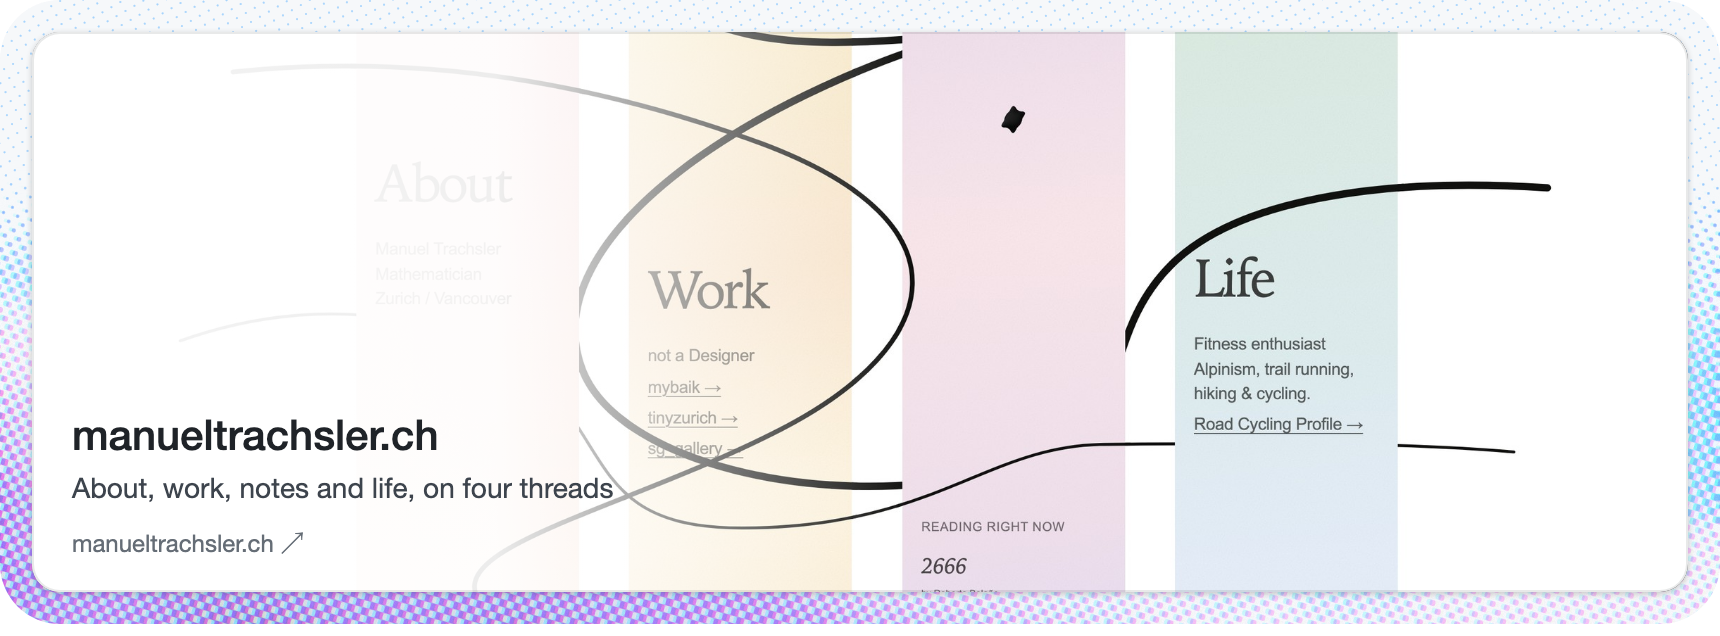 About
Manuel Trachsler
Mathematician
Zurich / Vancouver
Work
not a Designer
mybaik →
tinyzurich →
sg_gallery →
READING RIGHT NOW
2666
Life
Fitness enthusiast
Alpinism, trail running,
hiking & cycling.
Road Cycling Profile →
manueltrachsler.ch
About, work, notes and life, on four threads
manueltrachsler.ch ↗